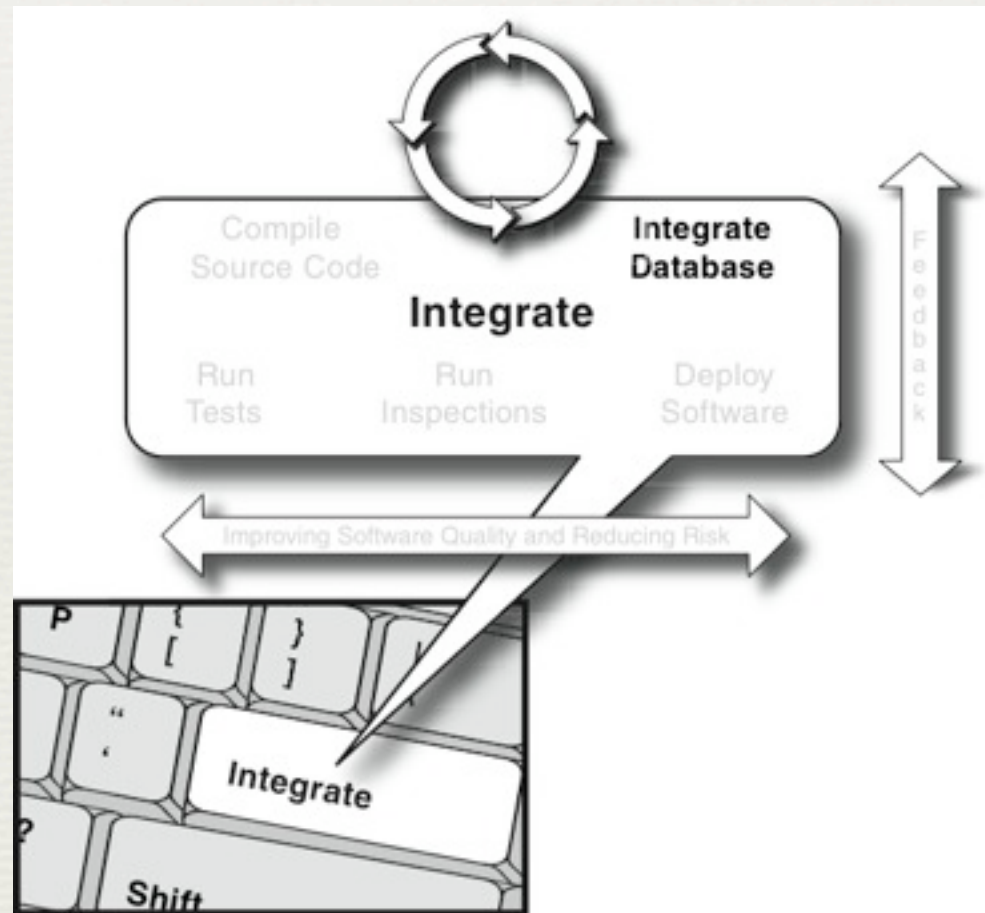 Compile
Source Code
Integrate
Database
Integrate
Run
Tests
Run
Inspections
Deploy
Software
Feedback
Improving Software Quality and Reducing Risk
P
{
[
}
]
“
‘
Integrate
?
Shift